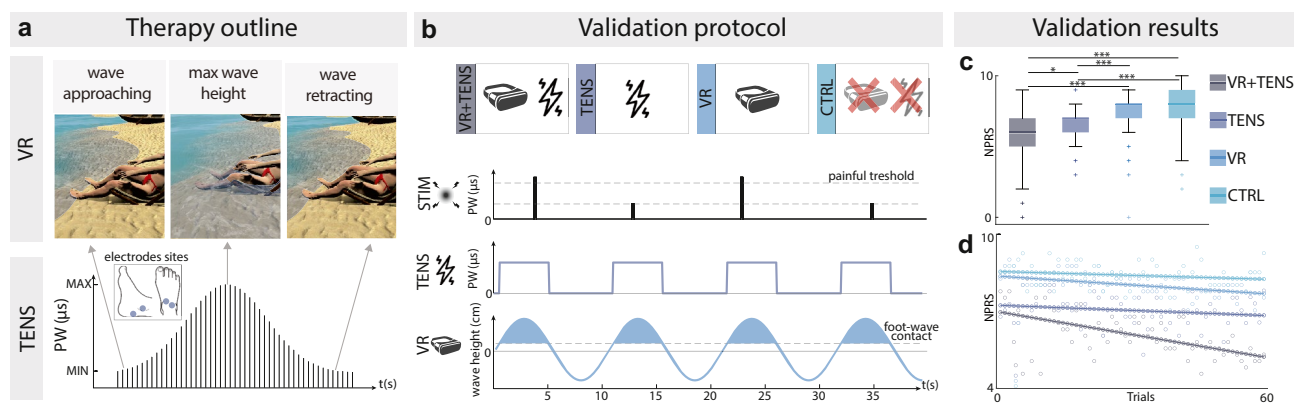 a Therapy outline
VR
wave
approaching
max wave
height
wave
retracting
TENS
electrodes sites
MAX
MIN
PW (µs)
t(s)
b Validation protocol
VR+TENS
TENS
VR
CTRL
STIM
PW (µs)
0
painful treshold
TENS
PW (µs)
0
VR
wave height (cm)
0
foot-wave
contact
5 10 15 20 25 30 35 t(s)
Validation results
c
NPRS
10
0
***
***
* ***
***
VR+TENS
TENS
VR
CTRL
d
NPRS
10
4
0 Trials 60